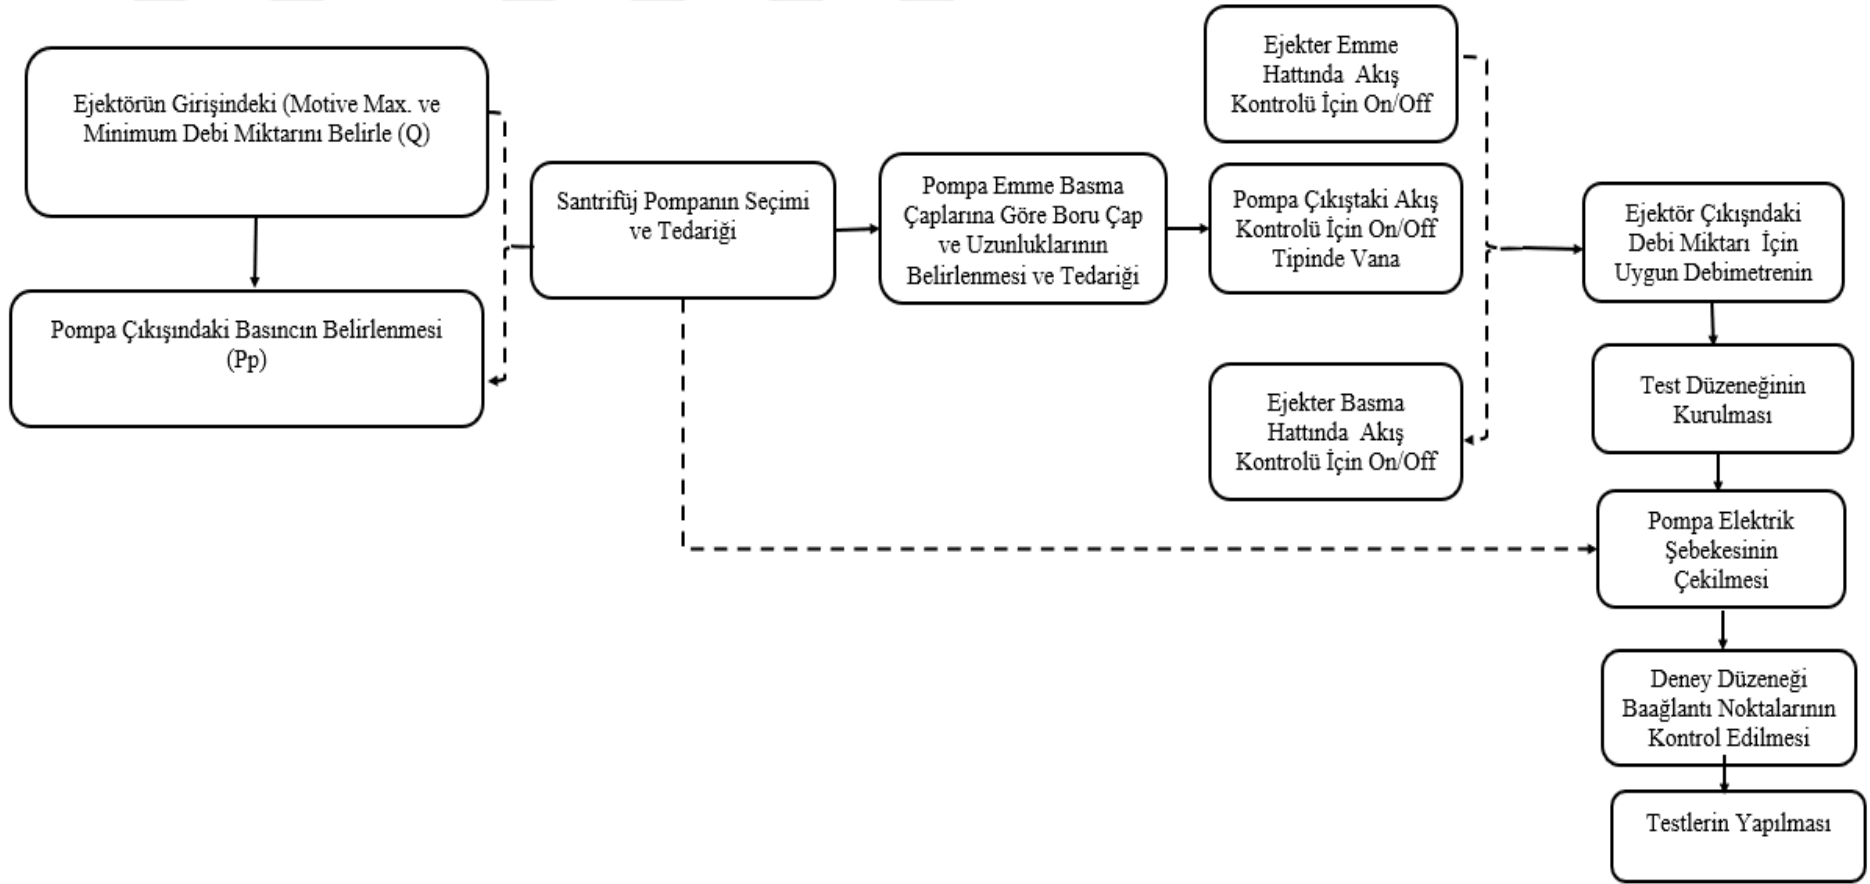 Ejektörün Girişindeki (Motive Max. ve
Minimum Debi Miktarını Belirle (Q)
Pompa Çıkışındaki Basıncın Belirlenmesi
(Pp)
Santrifüj Pompanın Seçimi
ve Tedariği
Pompa Emme Basma
Çaplarına Göre Boru Çap
ve Uzunluklarının
Belirlenmesi ve Tedariği
Ejekter Emme
Hattında Akış
Kontrolü İçin On/Off
Pompa Çıkıştaki Akış
Kontrolü İçin On/Off
Tipinde Vana
Ejekter Basma
Hattında Akış
Kontrolü İçin On/Off
Ejektör Çıkışndaki
Debi Miktarı İçin
Uygun Debimetrenin
Test Düzeneğinin
Kurulması
Pompa Elektrik
Şebekesinin
Çekilmesi
Deney Düzeneği
Baağlantı Noktalarının
Kontrol Edilmesi
Testlerin Yapılması